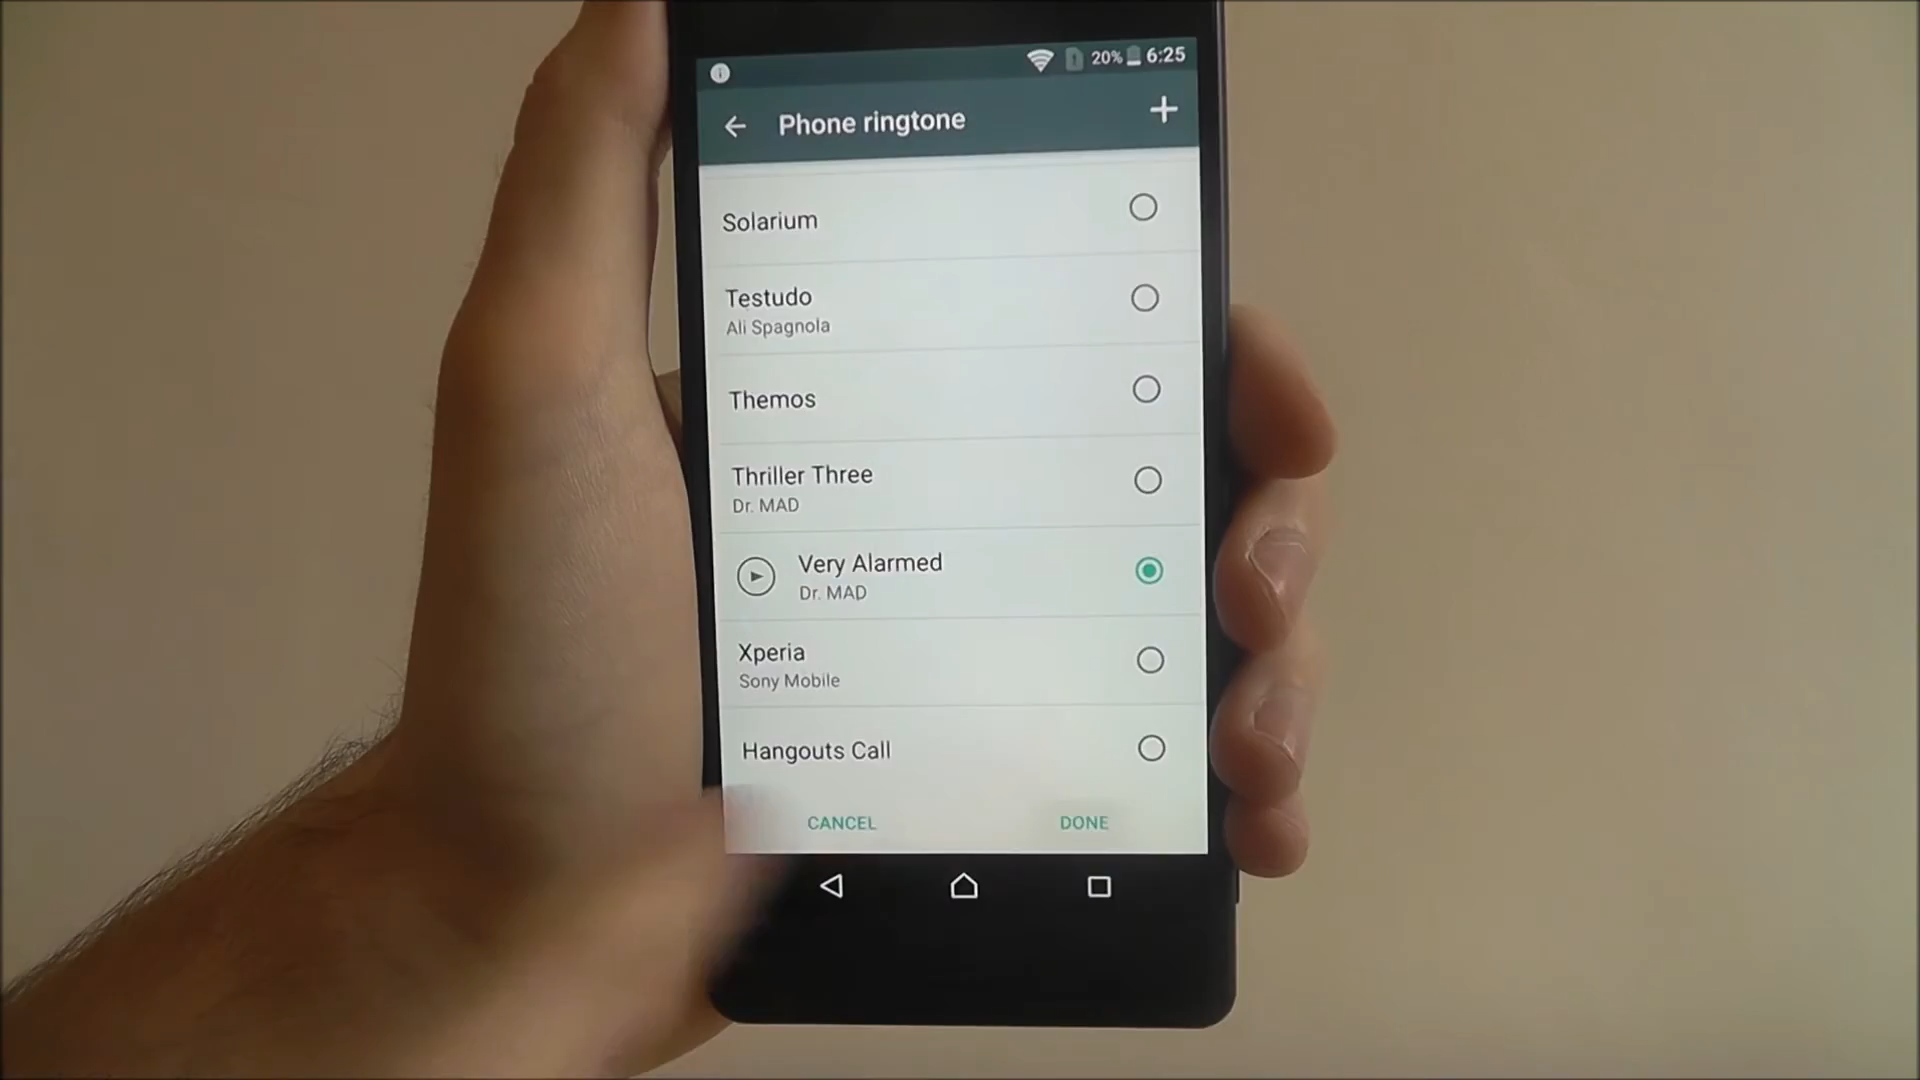 20% 6:25
Phone ringtone
Solarium
Testudo
Ali Spagnola
Themos
Thriller Three
Dr. MAD
Very Alarmed
Dr. MAD
Xperia
Sony Mobile
Hangouts Call
CANCEL DONE